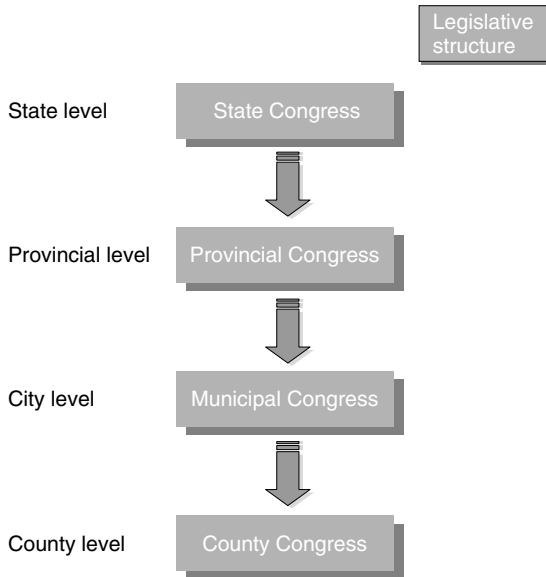 Legislative
structure
State level
State Congress
Provincial level
Provincial Congress
City level
Municipal Congress
County level
County Congress